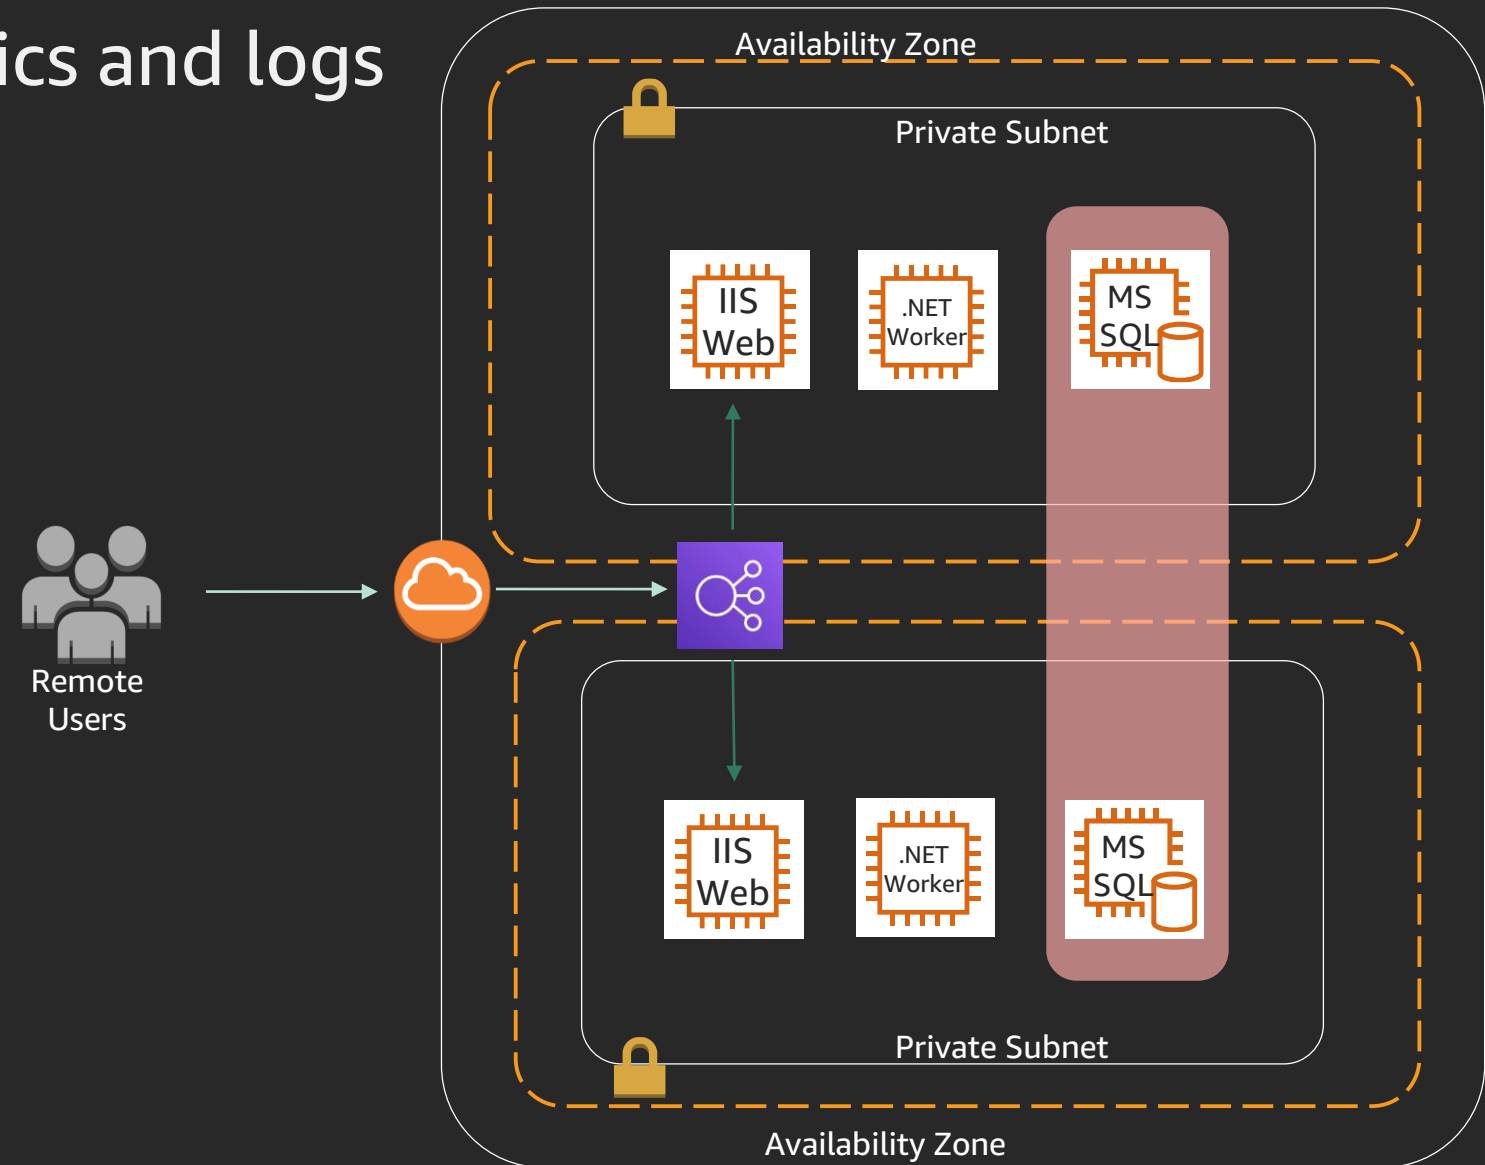 ics and logs
Availability Zone
Private Subnet
IIS
Web
.NET
Worker
MS
SQL
Remote
Users
IIS
Web
.NET
Worker
MS
SQL
Private Subnet
Availability Zone